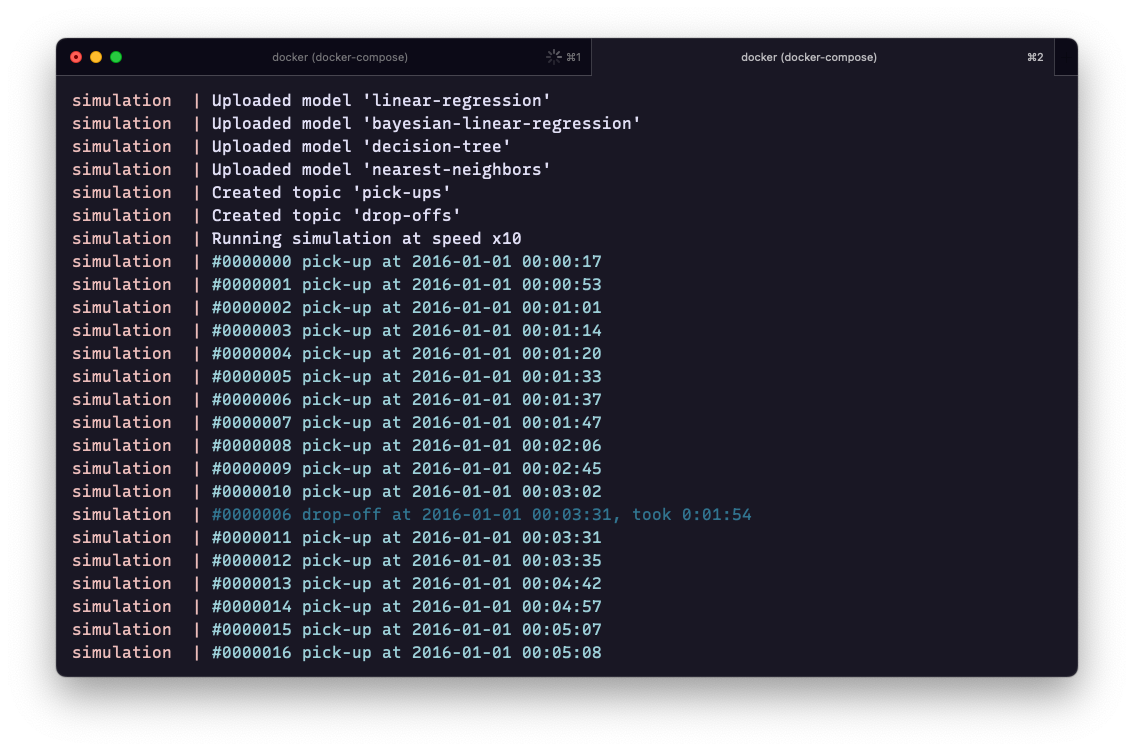 docker (docker-compose) ⌘1 docker (docker-compose) ⌘2
simulation | Uploaded model 'linear-regression'
simulation | Uploaded model 'bayesian-linear-regression'
simulation | Uploaded model 'decision-tree'
simulation | Uploaded model 'nearest-neighbors'
simulation | Created topic 'pick-ups'
simulation | Created topic 'drop-offs'
simulation | Running simulation at speed x10
simulation | #0000000 pick-up at 2016-01-01 00:00:17
simulation | #0000001 pick-up at 2016-01-01 00:00:53
simulation | #0000002 pick-up at 2016-01-01 00:01:01
simulation | #0000003 pick-up at 2016-01-01 00:01:14
simulation | #0000004 pick-up at 2016-01-01 00:01:20
simulation | #0000005 pick-up at 2016-01-01 00:01:33
simulation | #0000006 pick-up at 2016-01-01 00:01:37
simulation | #0000007 pick-up at 2016-01-01 00:01:47
simulation | #0000008 pick-up at 2016-01-01 00:02:06
simulation | #0000009 pick-up at 2016-01-01 00:02:45
simulation | #0000010 pick-up at 2016-01-01 00:03:02
simulation | #0000006 drop-off at 2016-01-01 00:03:31, took 0:01:54
simulation | #0000011 pick-up at 2016-01-01 00:03:31
simulation | #0000012 pick-up at 2016-01-01 00:03:35
simulation | #0000013 pick-up at 2016-01-01 00:04:42
simulation | #0000014 pick-up at 2016-01-01 00:04:57
simulation | #0000015 pick-up at 2016-01-01 00:05:07
simulation | #0000016 pick-up at 2016-01-01 00:05:08